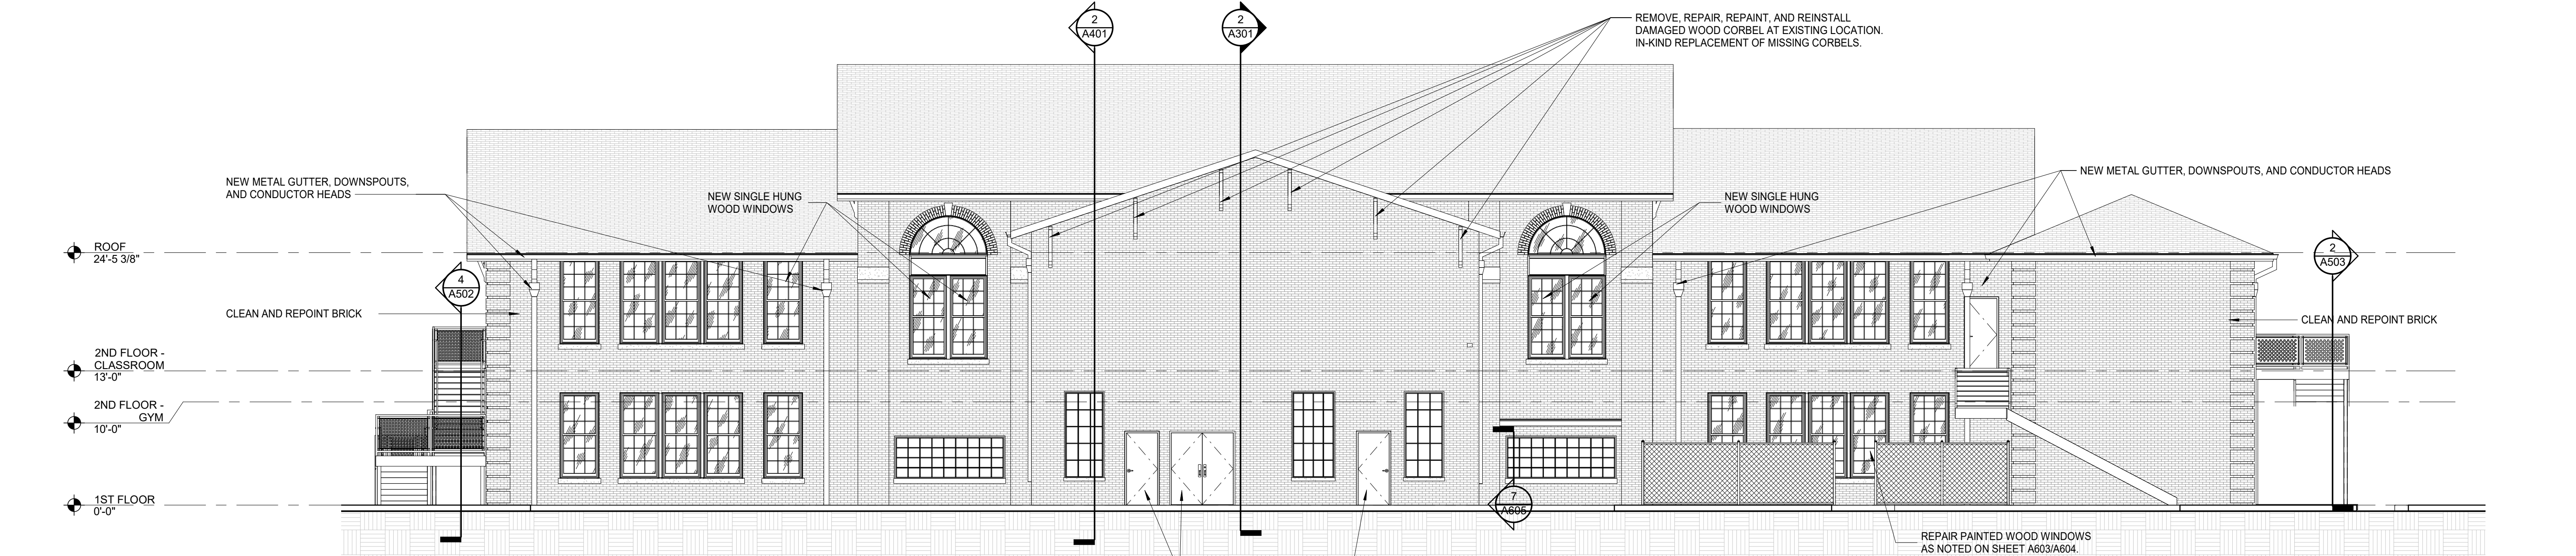 2
A401
2
A301
REMOVE, REPAIR, REPAINT, AND REINSTALL
DAMAGED WOOD CORBEL AT EXISTING LOCATION.
IN-KIND REPLACEMENT OF MISSING CORBELS.
NEW METAL GUTTER, DOWNSPOUTS,
AND CONDUCTOR HEADS
NEW SINGLE HUNG
WOOD WINDOWS
NEW SINGLE HUNG
WOOD WINDOWS
NEW METAL GUTTER, DOWNSPOUTS, AND CONDUCTOR HEADS
ROOF
24'-5 3/8"
2
A503
4
A502
CLEAN AND REPOINT BRICK
CLEAN AND REPOINT BRICK
2ND FLOOR -
CLASSROOM
13'-0"
2ND FLOOR -
GYM
10'-0"
1ST FLOOR
0'-0"
7
A605
REPAIR PAINTED WOOD WINDOWS
AS NOTED ON SHEET A603/A604.